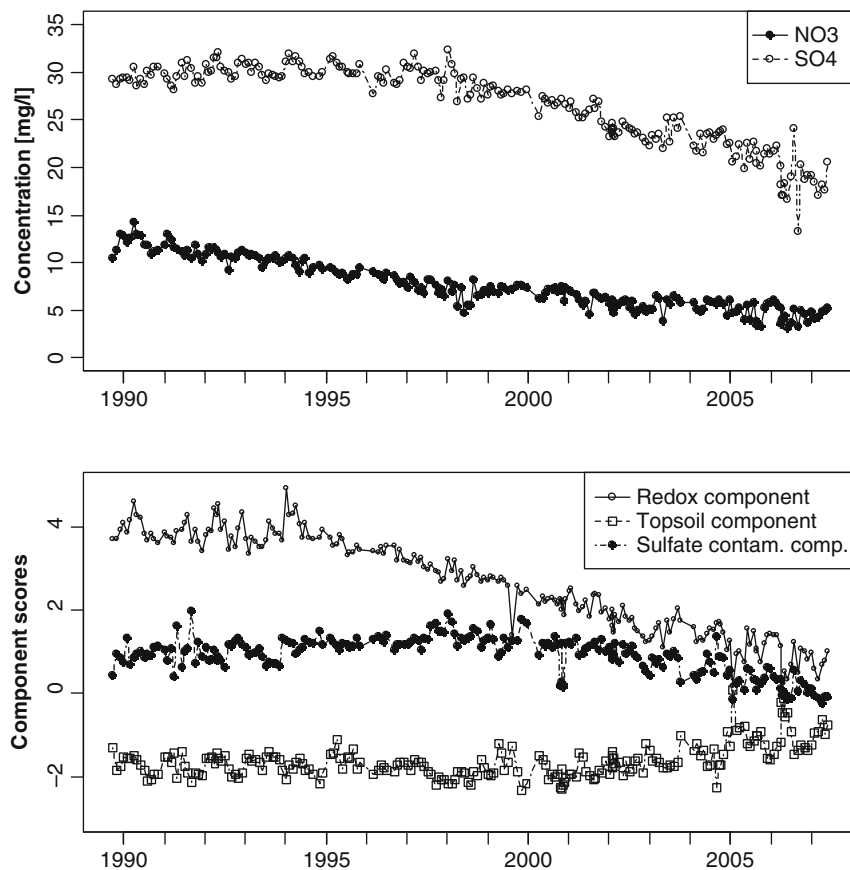 35
30
25
20
15
10
5
0
Concentration [mg/l]
NO3
SO4
1990
1995
2000
2005
4
2
0
−2
Component scores
Redox component
Topsoil component
Sulfate contam. comp.
1990
1995
2000
2005